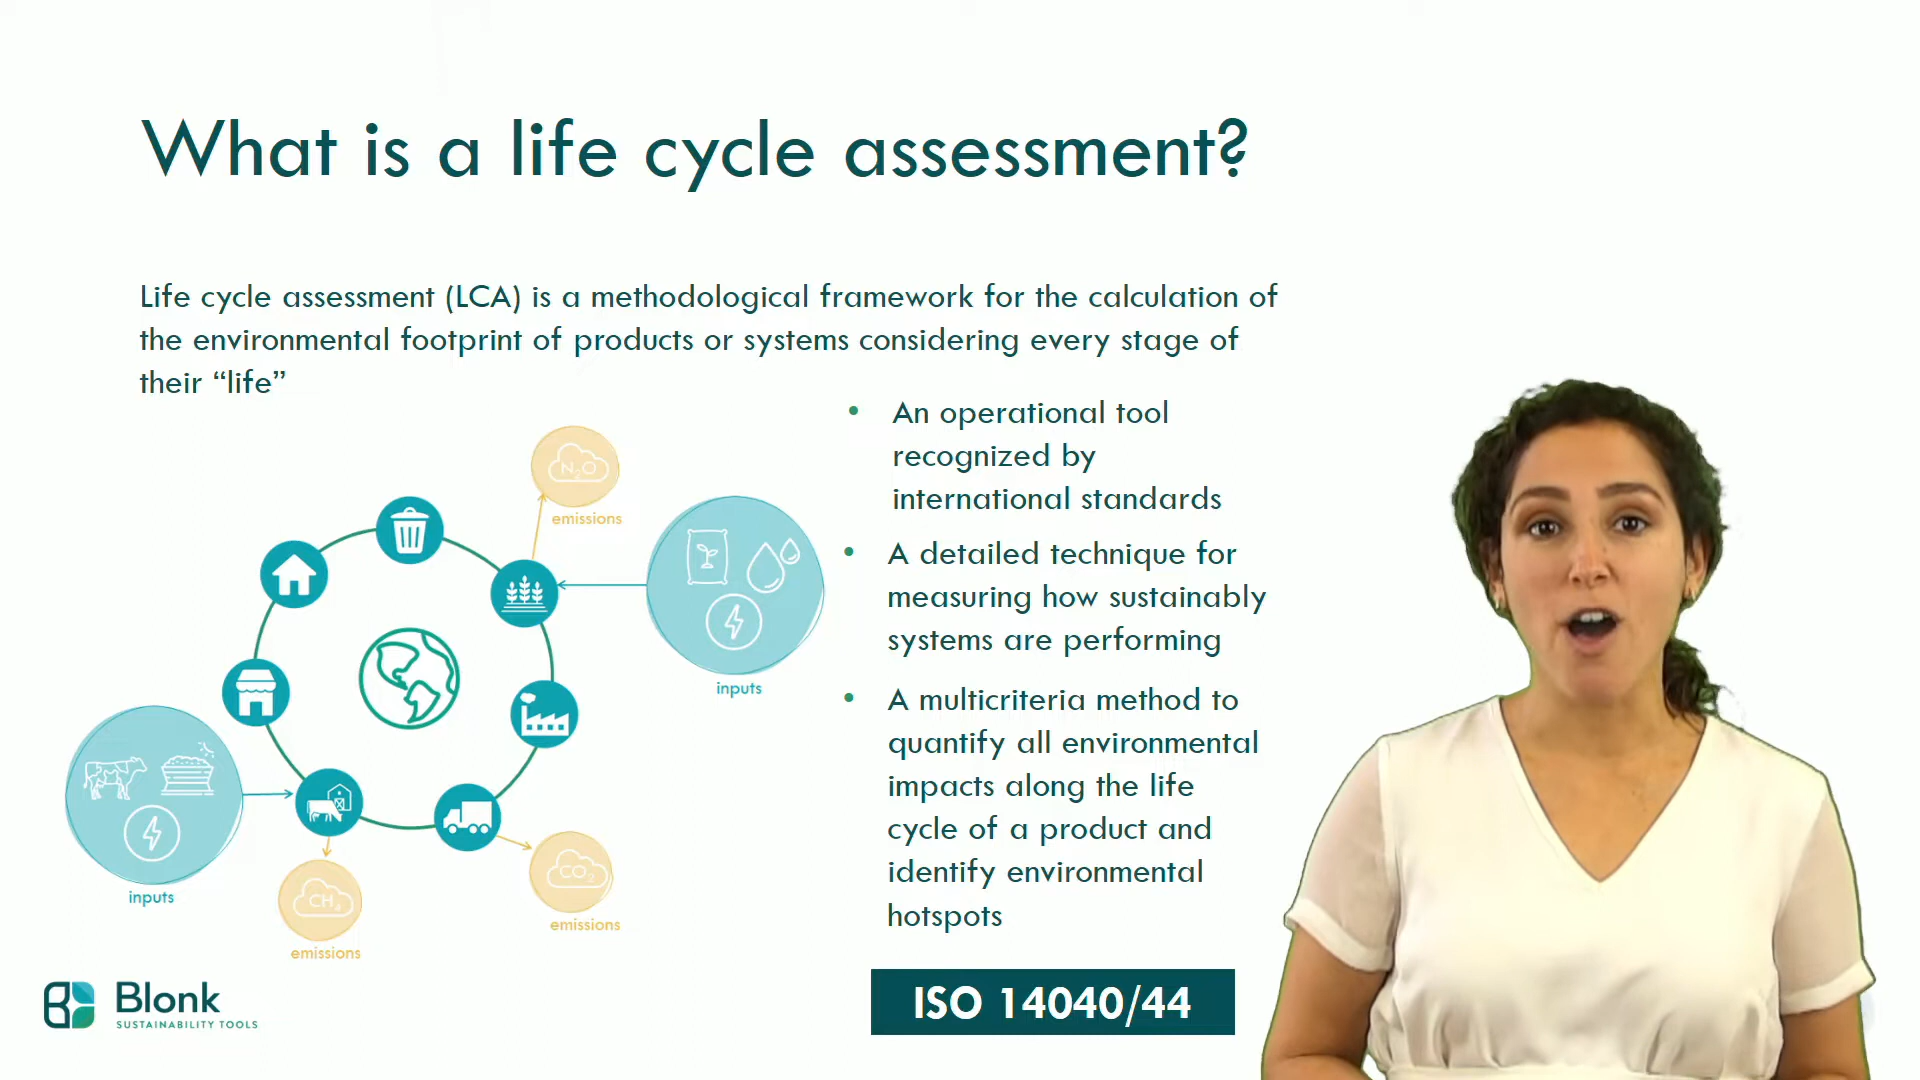 What is a life cycle assessment?
Life cycle assessment (LCA) is a methodological framework for the calculation of
the environmental footprint of products or systems considering every stage of
their “life”
• An operational tool
recognized by
international standards
• A detailed technique for
measuring how sustainably
systems are performing
• A multicriteria method to
quantify all environmental
impacts along the life
cycle of a product and
identify environmental
hotspots
ISO 14040/44
N₂O
emissions
inputs
inputs
CO₂
emissions
CH₄
emissions
Blonk
SUSTAINABILITY TOOLS